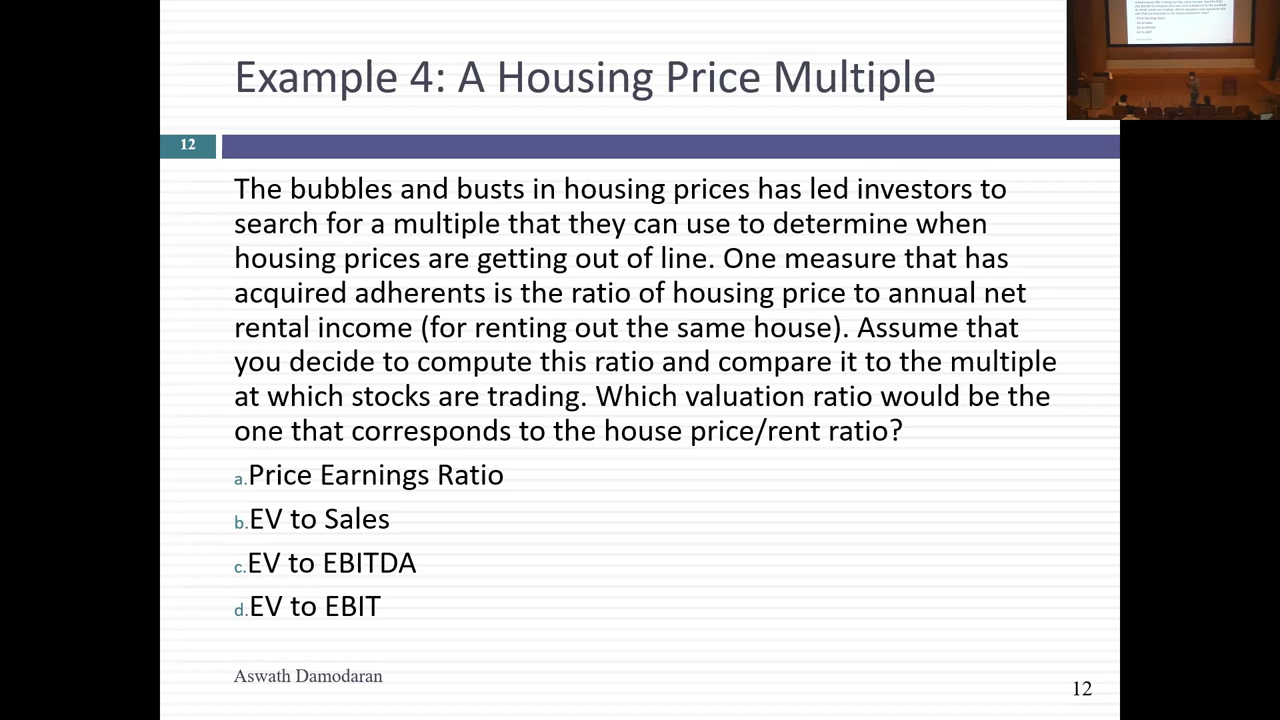 Example 4: A Housing Price Multiple
12
The bubbles and busts in housing prices has led investors to
search for a multiple that they can use to determine when
housing prices are getting out of line. One measure that has
acquired adherents is the ratio of housing price to annual net
rental income (for renting out the same house). Assume that
you decide to compute this ratio and compare it to the multiple
at which stocks are trading. Which valuation ratio would be the
one that corresponds to the house price/rent ratio?
a.Price Earnings Ratio
b.EV to Sales
c.EV to EBITDA
d.EV to EBIT
Aswath Damodaran
12